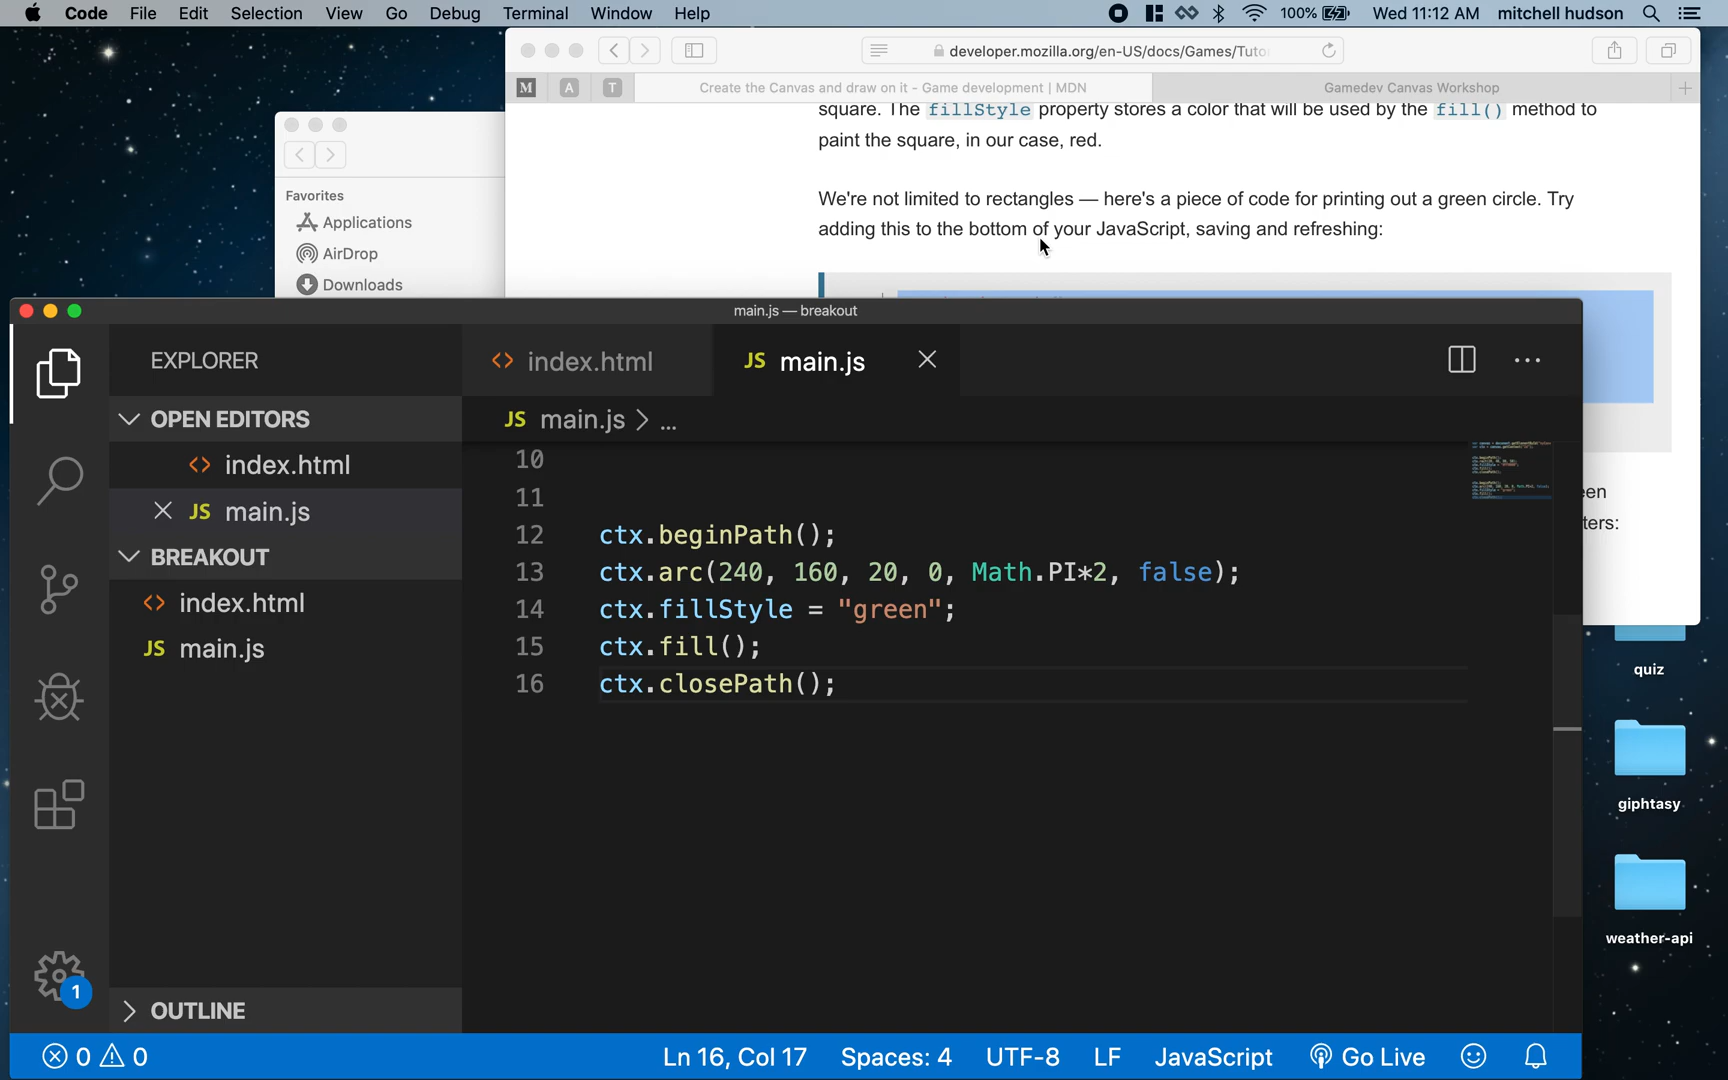 Code File Edit Selection View Go Debug Terminal Window Help 100% Wed 11:12 AM mitchell hudson
developer.mozilla.org/en-US/docs/Games/Tuto
M A T Create the Canvas and draw on it - Game development | MDN Gamedev Canvas Workshop
square. The fillStyle property stores a color that will be used by the fill() method to
paint the square, in our case, red.
We're not limited to rectangles — here's a piece of code for printing out a green circle. Try
adding this to the bottom of your JavaScript, saving and refreshing:
Favorites
Applications
AirDrop
Downloads
main.js — breakout
EXPLORER
OPEN EDITORS
<> index.html
JS main.js
BREAKOUT
<> index.html
JS main.js
OUTLINE
<> index.html JS main.js
JS main.js > ...
10
11
12 ctx.beginPath();
13 ctx.arc(240, 160, 20, 0, Math.PI*2, false);
14 ctx.fillStyle = "green";
15 ctx.fill();
16 ctx.closePath();
een
ters:
quiz
giphtasy
weather-api
1
0 0 Ln 16, Col 17 Spaces: 4 UTF-8 LF JavaScript Go Live